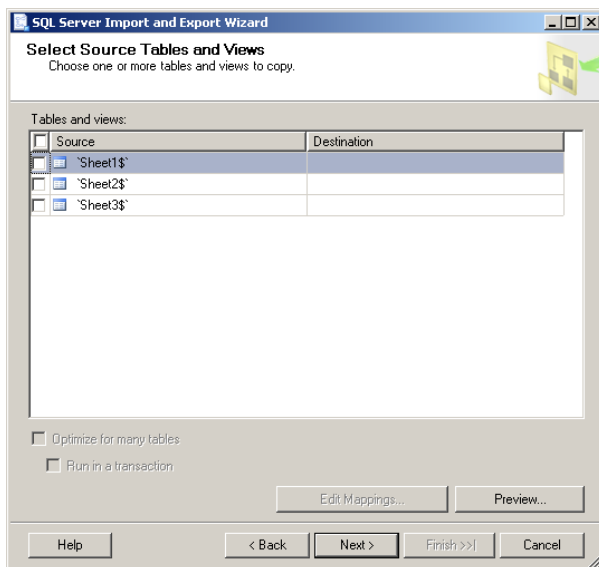 SQL Server Import and Export Wizard
Select Source Tables and Views
Choose one or more tables and views to copy.
Tables and views:
Source Destination
`Sheet1$`
`Sheet2$`
`Sheet3$`
Optimize for many tables
Run in a transaction
Edit Mappings... Preview...
Help < Back Next > Finish >>| Cancel